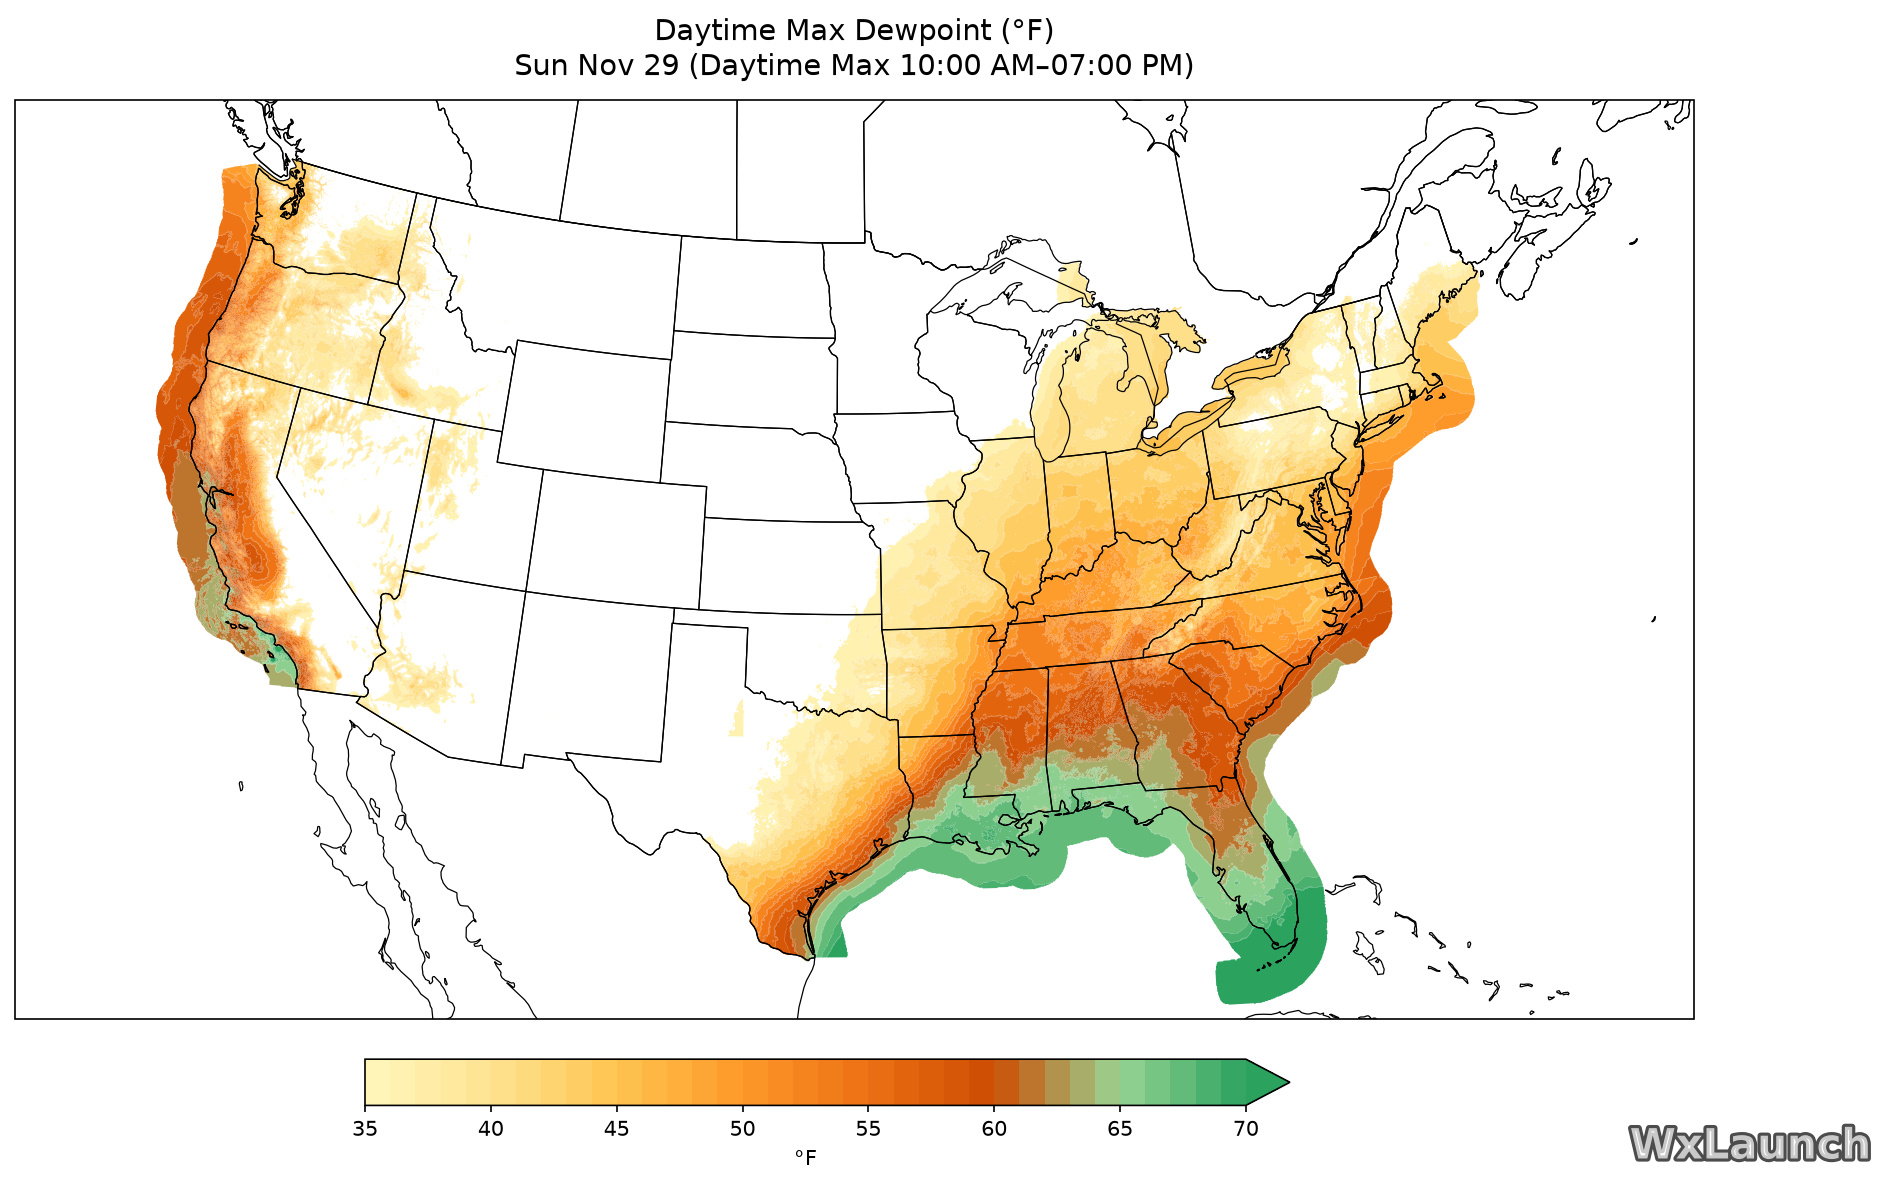 Daytime Max Dewpoint (°F)
Sun Nov 29 (Daytime Max 10:00 AM–07:00 PM)
35 40 45 50 55 60 65 70
°F
WxLaunch